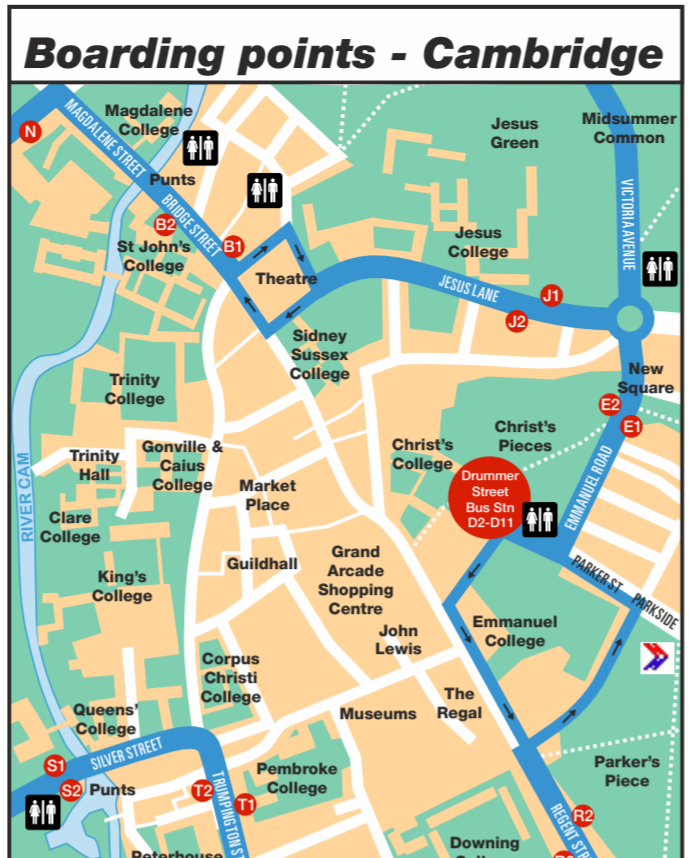 Boarding points - Cambridge
Magdalene
College
Jesus
Green
Midsummer
Common
N
MAGDALENE STREET
Punts
BRIDGE STREET
B2
B1
VICTORIA AVENUE
St John's
College
Jesus
College
Theatre
JESUS LANE
J1
J2
Sidney
Sussex
College
New
Square
Trinity
College
E2
E1
Christ's
Pieces
Christ's
College
Gonville &
Caius
College
Trinity
Hall
Drummer
Street
Bus Stn
D2-D11
EMMANUEL ROAD
RIVER CAM
Market
Place
Clare
College
Grand
Arcade
Shopping
Centre
Guildhall
PARKER ST
PARKSIDE
King's
College
Emmanuel
College
John
Lewis
Corpus
Christi
College
The
Regal
Museums
Queens'
College
SILVER STREET
S1
S2
Punts
T2
T1
TRUMPINGTON ST
Pembroke
College
Parker's
Piece
R2
REGENT STR
Downing
Peterhouse